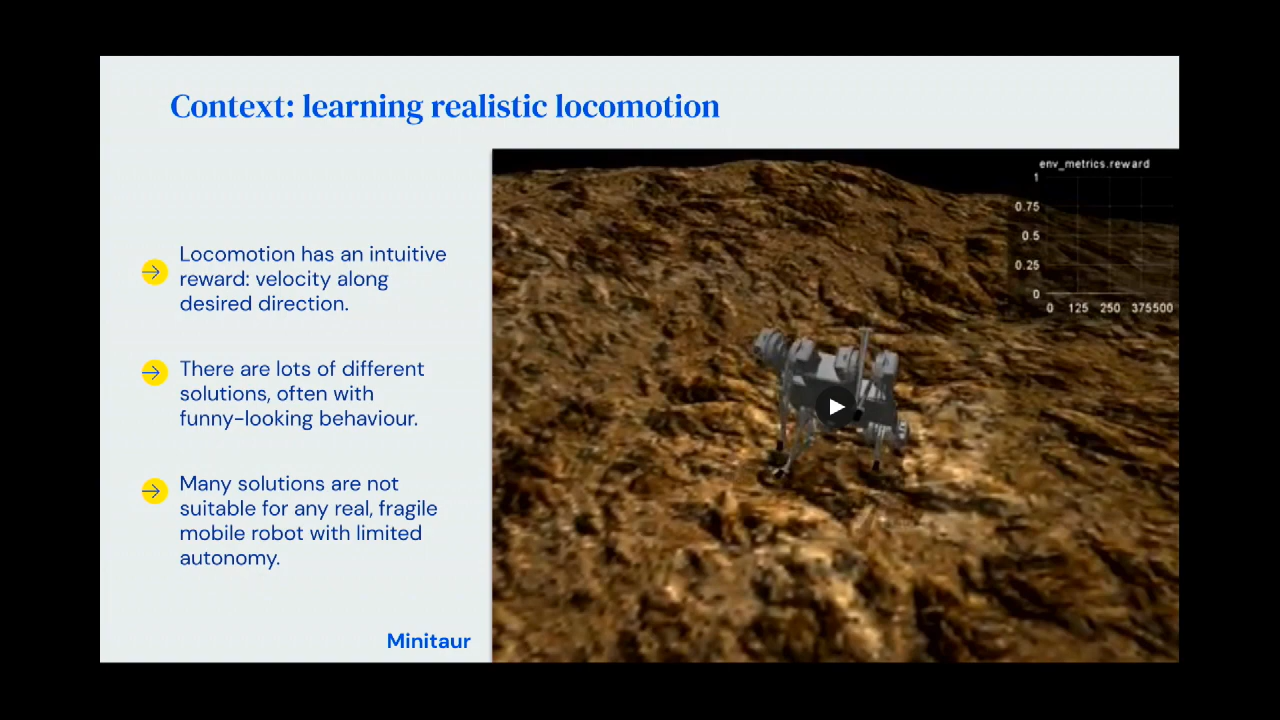 Context: learning realistic locomotion
Locomotion has an intuitive
reward: velocity along
desired direction.
There are lots of different
solutions, often with
funny-looking behaviour.
Many solutions are not
suitable for any real, fragile
mobile robot with limited
autonomy.
Minitaur
env_metrics.reward
1
0.75
0.5
0.25
0
0 125 250 375500